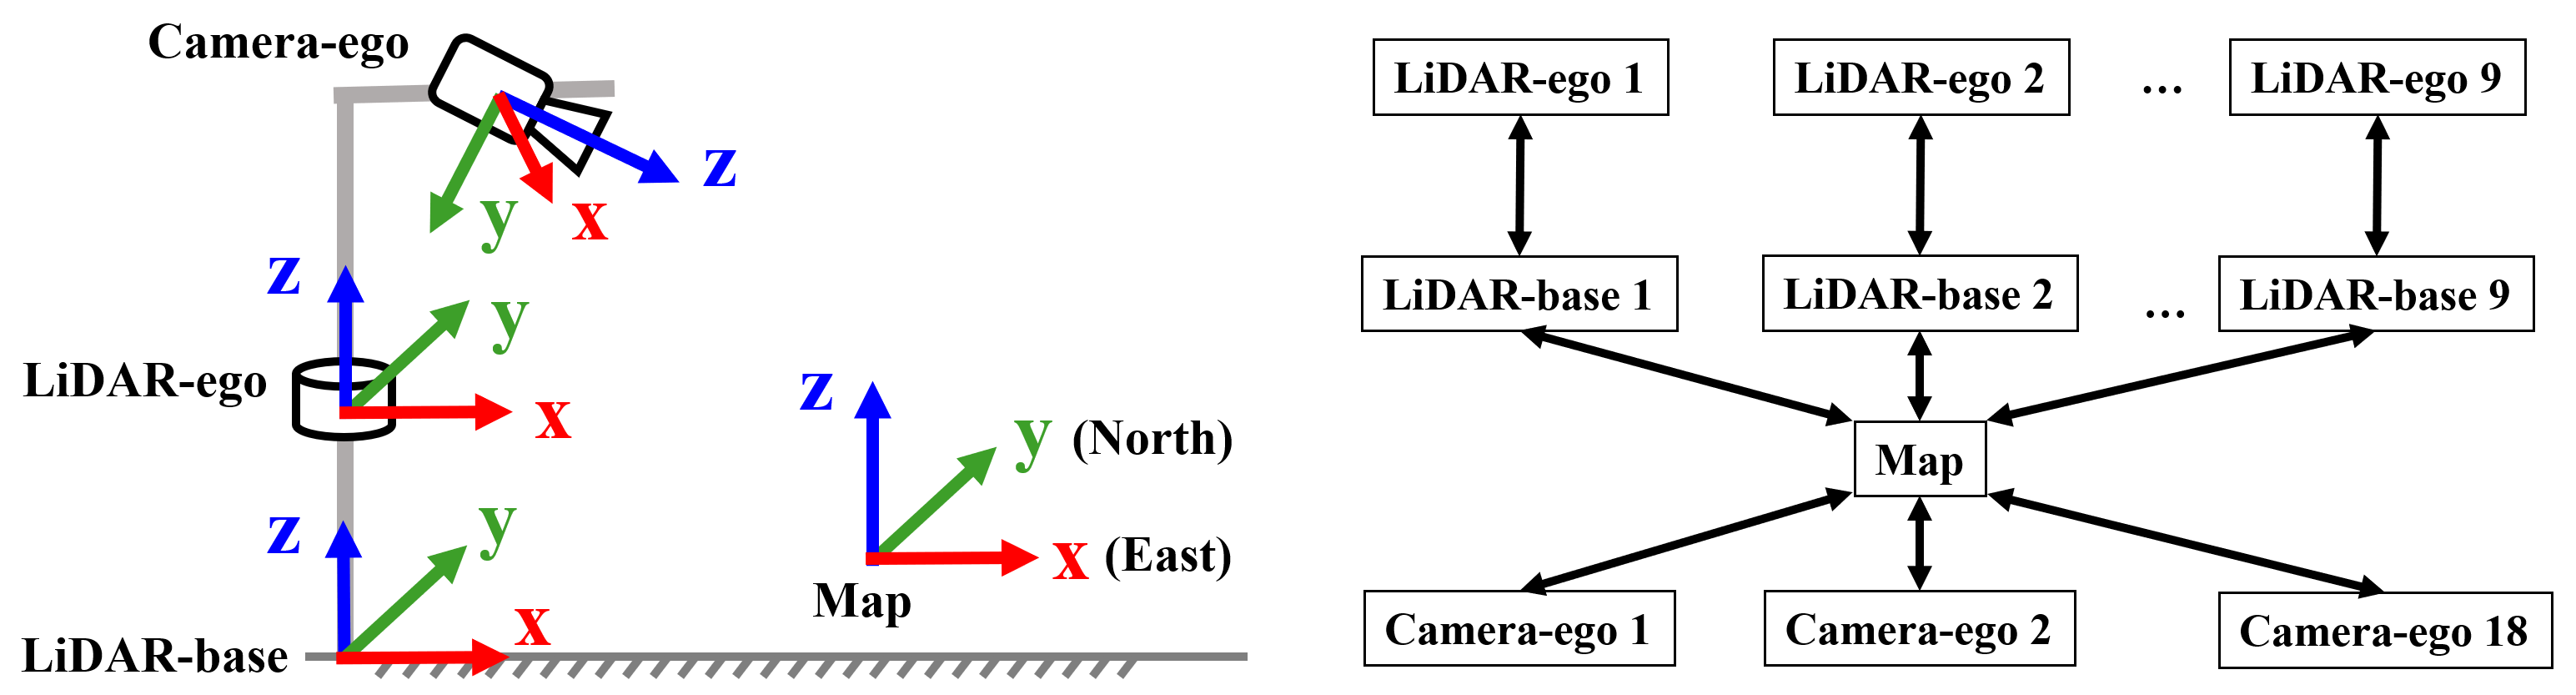 Camera-ego
z
y
x
z
y
LiDAR-ego
x
z
y (North)
z
y
x (East)
Map
x
LiDAR-base
LiDAR-ego 1
LiDAR-ego 2
...
LiDAR-ego 9
LiDAR-base 1
LiDAR-base 2
...
LiDAR-base 9
Map
Camera-ego 1
Camera-ego 2
Camera-ego 18